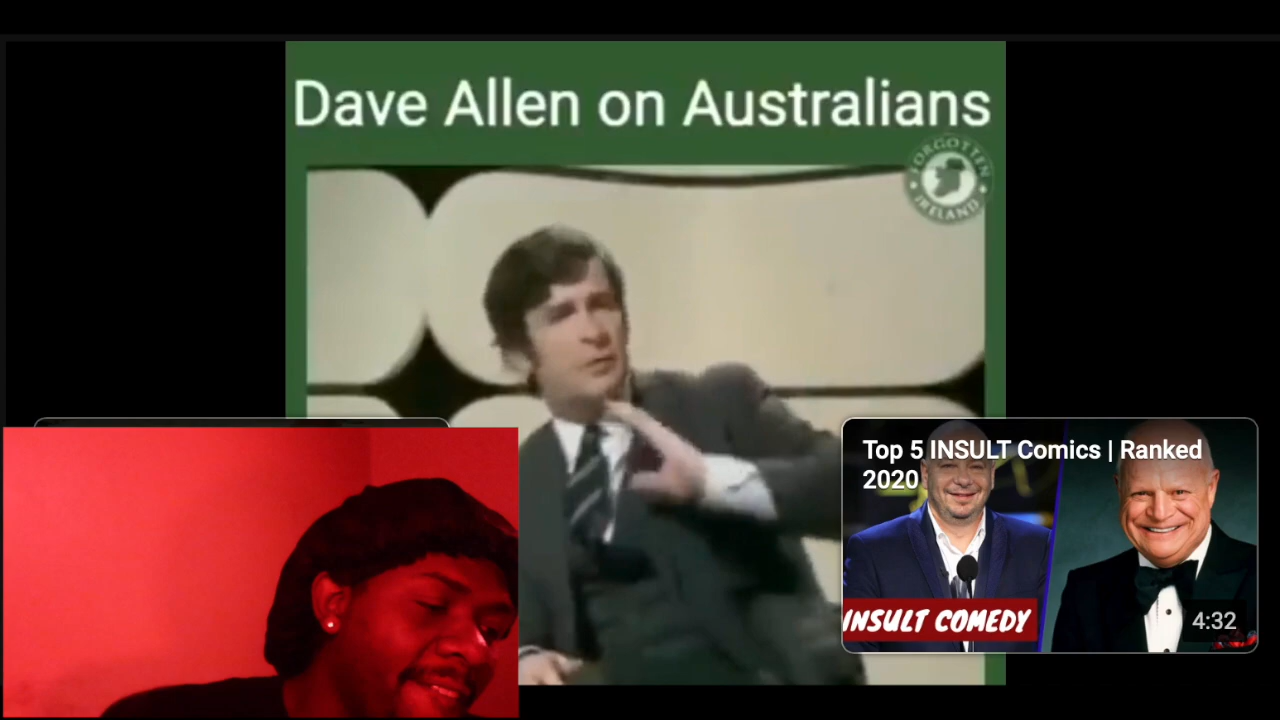 Dave Allen on Australians
FORGOTTEN
IRELAND
Top 5 INSULT Comics | Ranked
2020
INSULT COMEDY
4:32